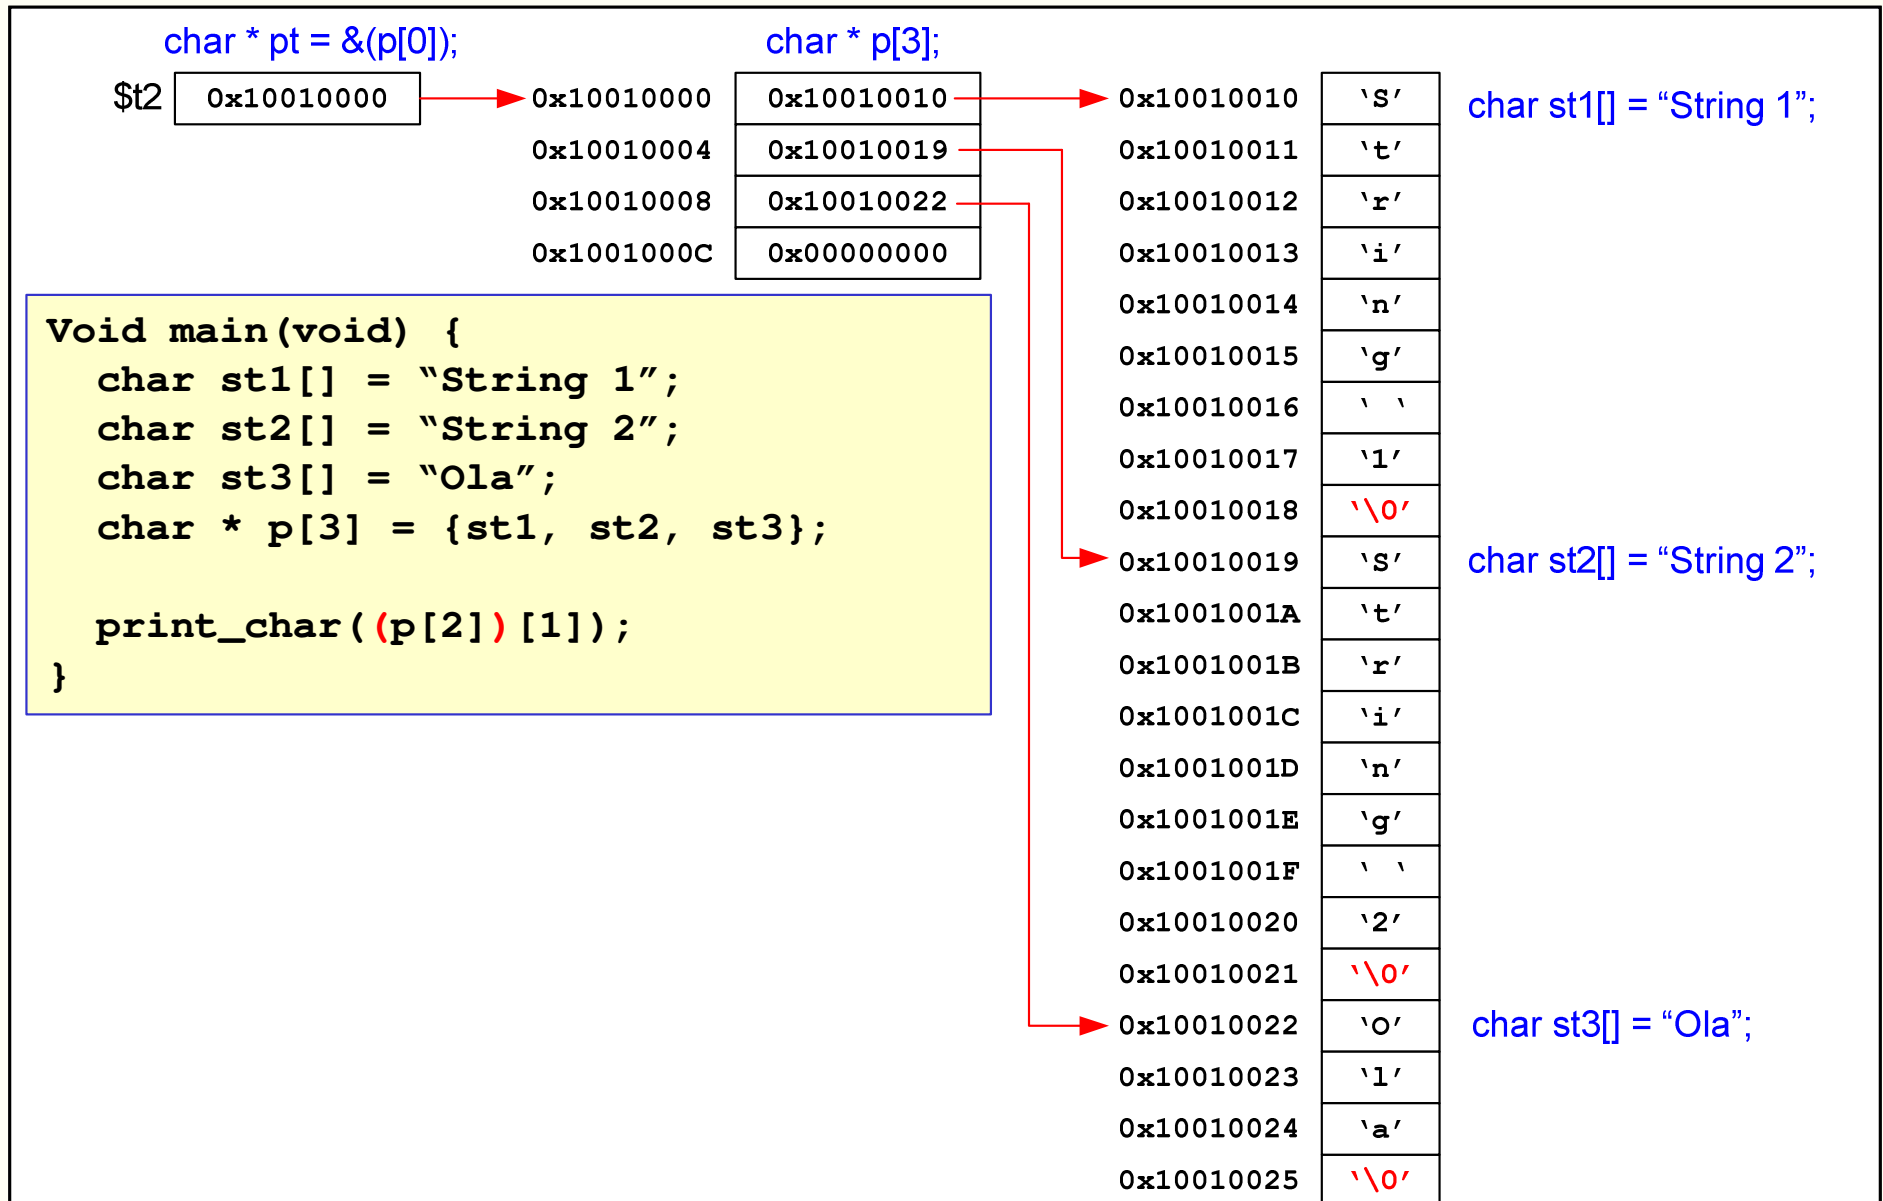 char * pt = &(p[0]);
char * p[3];
$t2 0x10010000
0x10010000 0x10010010
0x10010004 0x10010019
0x10010008 0x10010022
0x1001000C 0x00000000
Void main(void) {
char st1[] = “String 1”;
char st2[] = “String 2”;
char st3[] = “Ola”;
char * p[3] = {st1, st2, st3};
print_char((p[2])[1]);
}
0x10010010 ‘S’ char st1[] = “String 1”;
0x10010011 ‘t’
0x10010012 ‘r’
0x10010013 ‘i’
0x10010014 ‘n’
0x10010015 ‘g’
0x10010016 ‘ ‘
0x10010017 ‘1’
0x10010018 ‘\0’
0x10010019 ‘S’ char st2[] = “String 2”;
0x1001001A ‘t’
0x1001001B ‘r’
0x1001001C ‘i’
0x1001001D ‘n’
0x1001001E ‘g’
0x1001001F ‘ ‘
0x10010020 ‘2’
0x10010021 ‘\0’
0x10010022 ‘O’ char st3[] = “Ola”;
0x10010023 ‘l’
0x10010024 ‘a’
0x10010025 ‘\0’